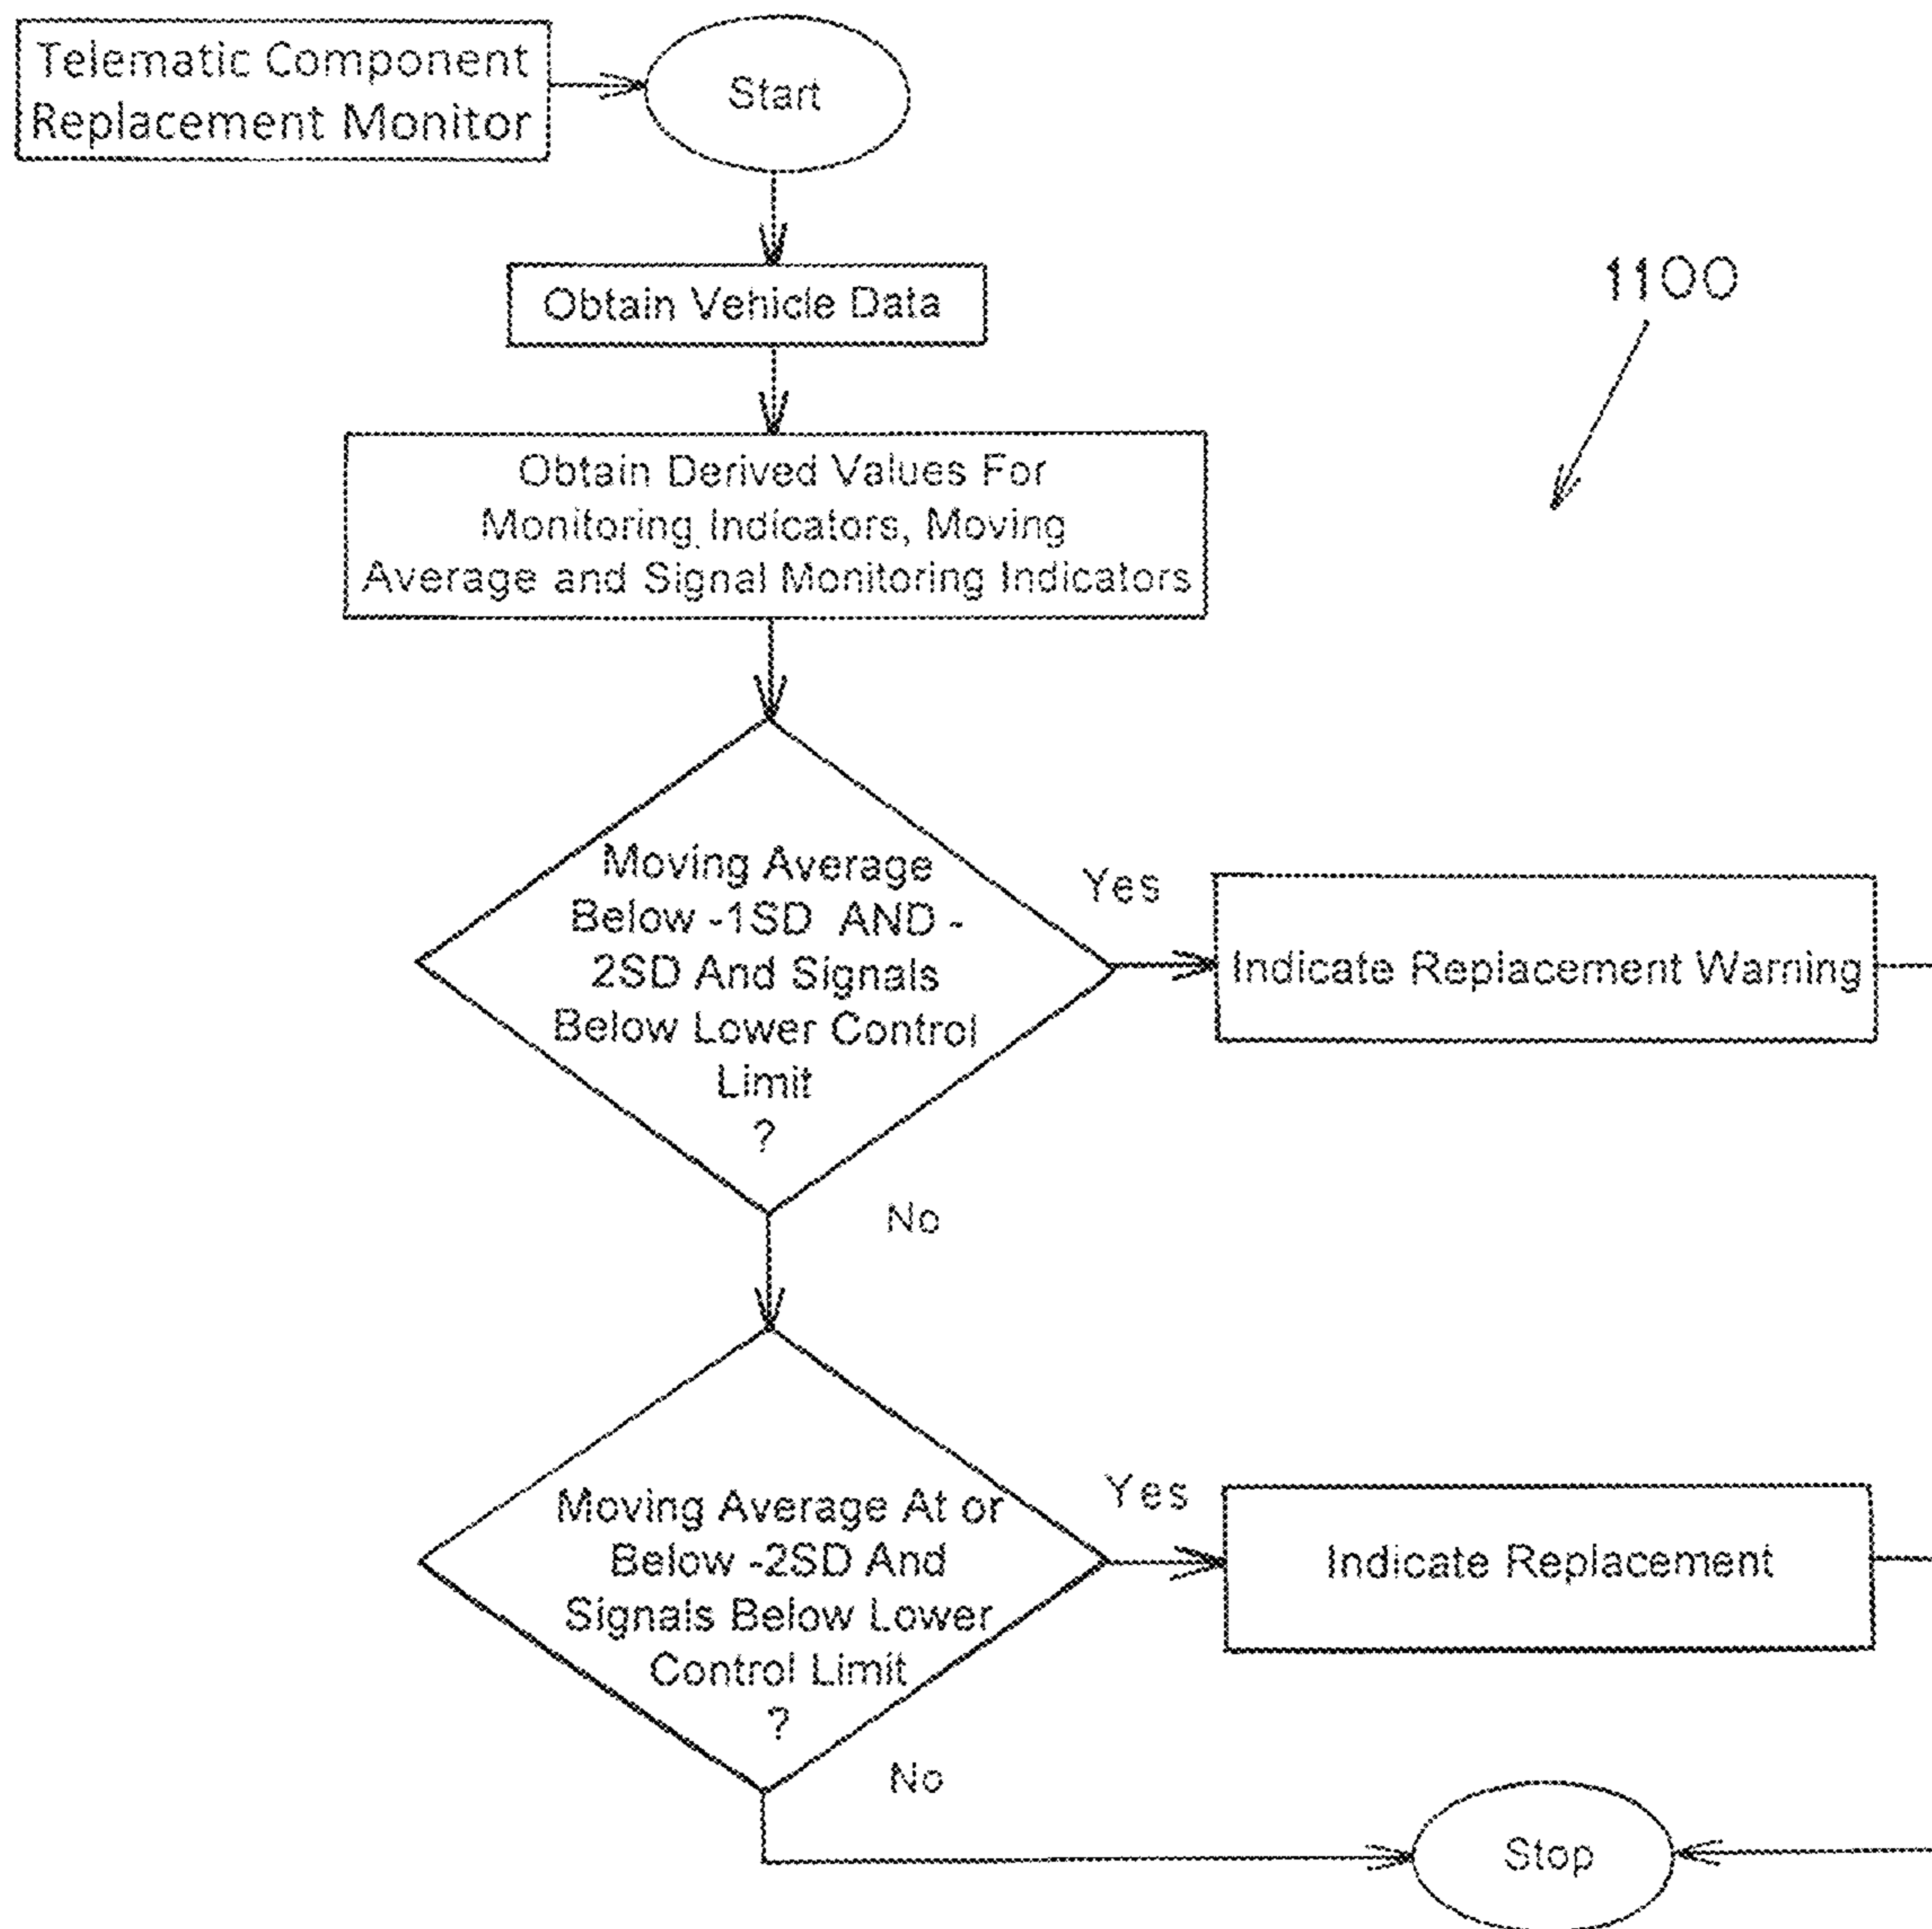 Telematic Component
Replacement Monitor
Start
Obtain Vehicle Data
1100
Obtain Derived Values For
Monitoring Indicators, Moving
Average and Signal Monitoring Indicators
Moving Average
Below -1SD AND -
2SD And Signals
Below Lower Control
Limit
?
Yes
Indicate Replacement Warning
No
Moving Average At or
Below -2SD And
Signals Below Lower
Control Limit
?
Yes
Indicate Replacement
No
Stop